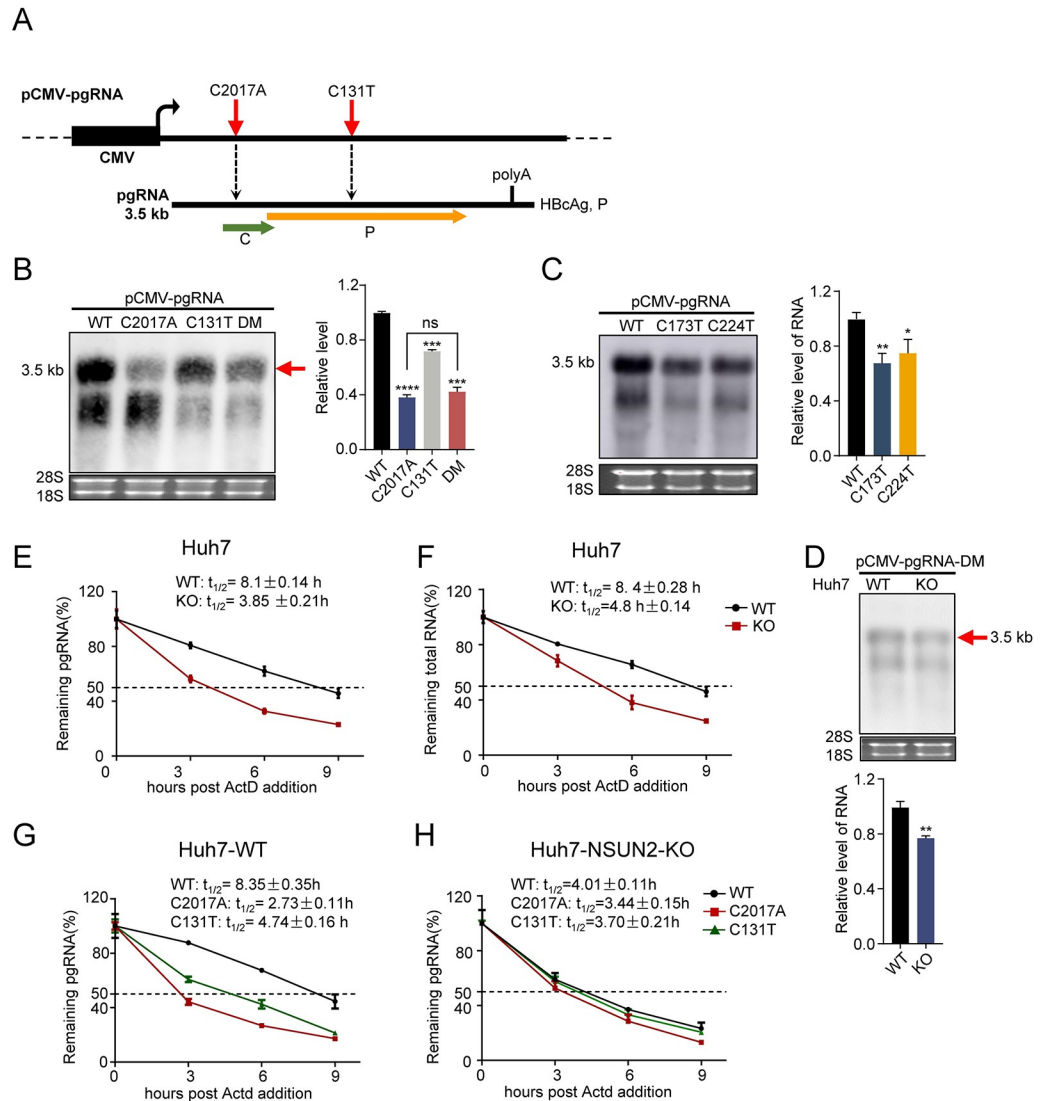 A
pCMV-pgRNA
C2017A
C131T
CMV
pgRNA
3.5 kb
polyA
HBcAg, P
C
P
B
pCMV-pgRNA
WT C2017A C131T DM
3.5 kb
28S
18S
Relative level
1.2
0.8
0.4
0.0
ns
****
***
***
WT
C2017A
C131T
DM
C
pCMV-pgRNA
WT C173T C224T
3.5 kb
28S
18S
Relative level of RNA
1.2
0.8
0.4
0.0
**
*
WT
C173T
C224T
E
Huh7
WT: t1/2= 8.1±0.14 h
KO: t1/2= 3.85 ±0.21h
Remaining pgRNA(%)
120
80
50
40
0
0 3 6 9
hours post ActD addition
F
Huh7
WT: t1/2= 8. 4±0.28 h
KO: t1/2=4.8 h±0.14
WT
KO
Remaining total RNA(%)
120
80
50
40
0
0 3 6 9
hours post ActD addition
D
pCMV-pgRNA-DM
Huh7 WT KO
3.5 kb
28S
18S
Relative level of RNA
1.2
0.8
0.4
0.0
**
WT
KO
G
Huh7-WT
WT: t1/2= 8.35±0.35h
C2017A: t1/2= 2.73±0.11h
C131T: t1/2= 4.74±0.16 h
Remaining pgRNA(%)
120
80
50
40
0
0 3 6 9
hours post Actd addition
H
Huh7-NSUN2-KO
WT: t1/2=4.01±0.11h
C2017A: t1/2=3.44±0.15h
C131T: t1/2=3.70±0.21h
WT
C2017A
C131T
Remaining pgRNA(%)
120
80
50
40
0
0 3 6 9
hours post Actd addition